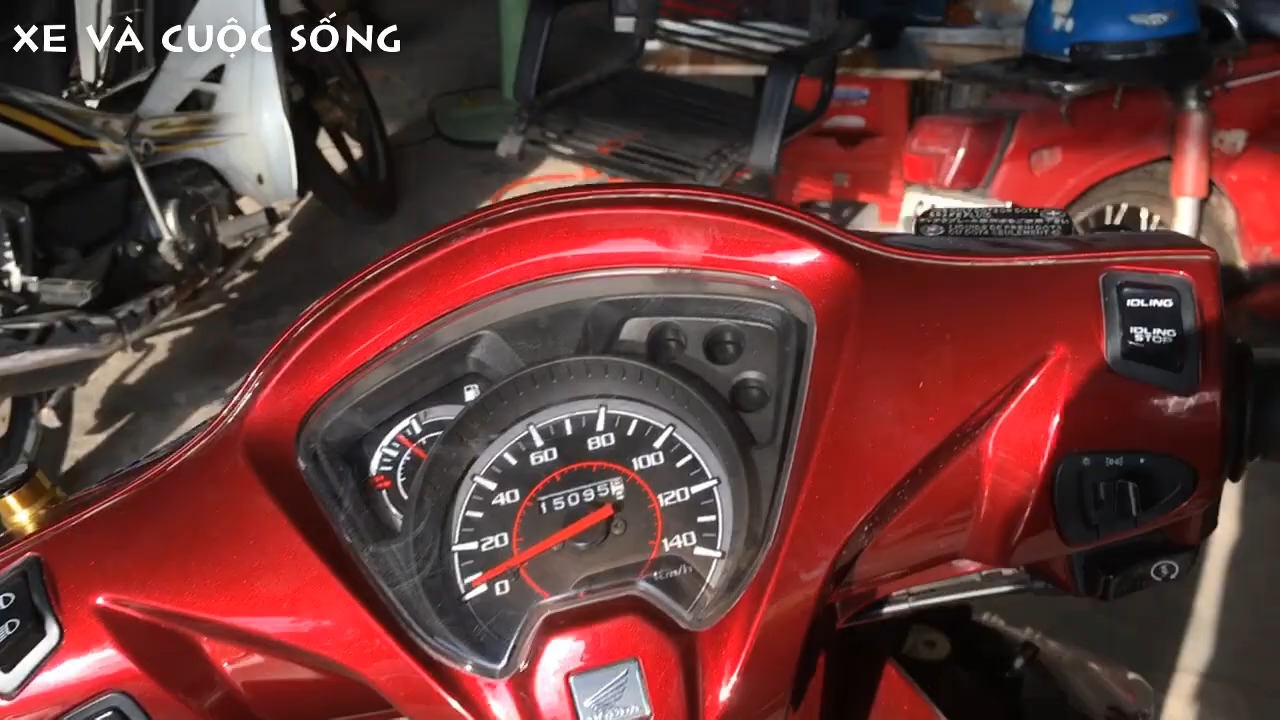 XE VÀ CUỘC SỐNG
IDLING
IDLING
STOP
80
60
100
40
120
15095
20
140
0
km/h